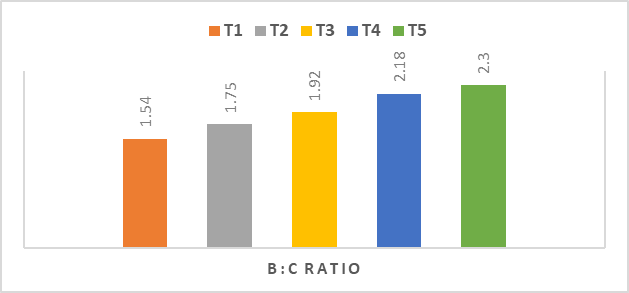 T1 T2 T3 T4 T5
1.54 1.75 1.92 2.18 2.3
B:C RATIO